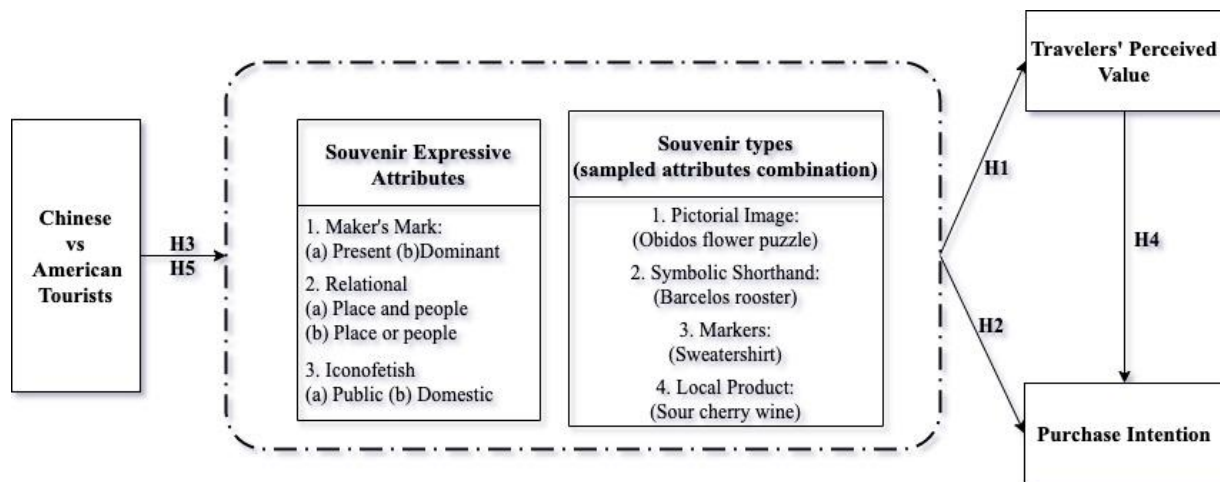 Chinese
vs
American
Tourists
H3
H5
Souvenir Expressive
Attributes
1. Maker's Mark:
(a) Present (b)Dominant
2. Relational
(a) Place and people
(b) Place or people
3. Iconofetish
(a) Public (b) Domestic
Souvenir types
(sampled attributes combination)
1. Pictorial Image:
(Obidos flower puzzle)
2. Symbolic Shorthand:
(Barcelos rooster)
3. Markers:
(Sweatershirt)
4. Local Product:
(Sour cherry wine)
H1
H2
Travelers' Perceived
Value
H4
Purchase Intention